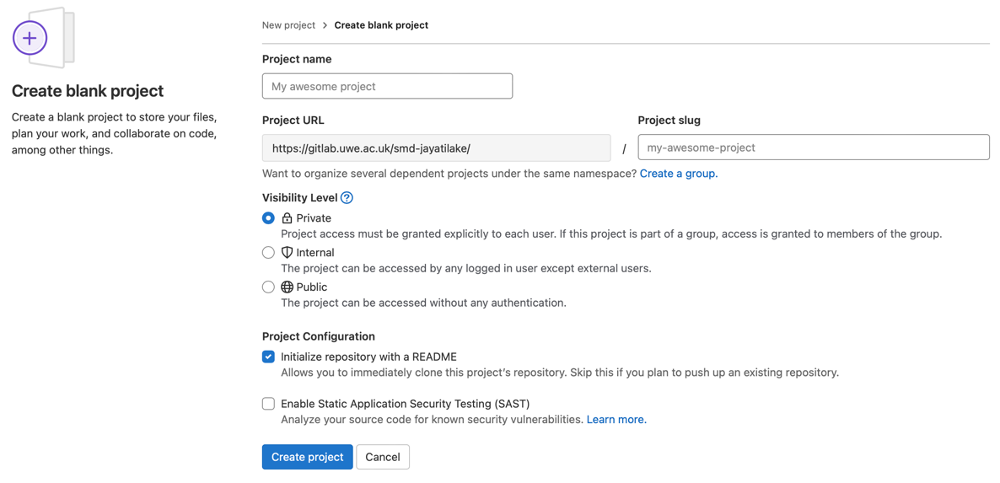 New project > Create blank project
Create blank project
Create a blank project to store your files,
plan your work, and collaborate on code,
among other things.
Project name
My awesome project
Project URL
Project slug
https://gitlab.uwe.ac.uk/smd-jayatilake/
/
my-awesome-project
Want to organize several dependent projects under the same namespace? Create a group.
Visibility Level ?
Private
Project access must be granted explicitly to each user. If this project is part of a group, access is granted to members of the group.
Internal
The project can be accessed by any logged in user except external users.
Public
The project can be accessed without any authentication.
Project Configuration
Initialize repository with a README
Allows you to immediately clone this project's repository. Skip this if you plan to push up an existing repository.
Enable Static Application Security Testing (SAST)
Analyze your source code for known security vulnerabilities. Learn more.
Create project
Cancel